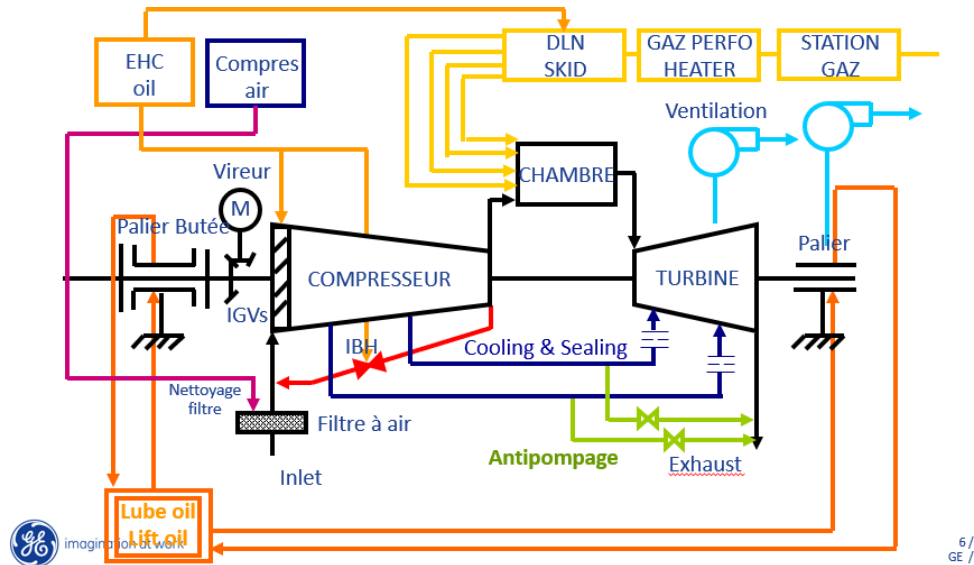 EHC
oil
Compres
air
DLN
SKID
GAZ PERFO
HEATER
STATION
GAZ
Ventilation
Vireur
M
CHAMBRE
Palier Butée
Palier
COMPRESSEUR
TURBINE
IGVs
IBH
Cooling & Sealing
Nettoyage
filtre
Filtre à air
Antipompage
Exhaust
Inlet
Lube oil
Lift oil
GE imagination at work
6 /
GE /